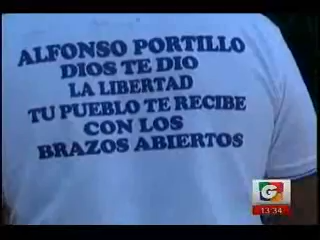 ALFONSO PORTILLO
DIOS TE DIO
LA LIBERTAD
TU PUEBLO TE RECIBE
CON LOS
BRAZOS ABIERTOS
G
13:34